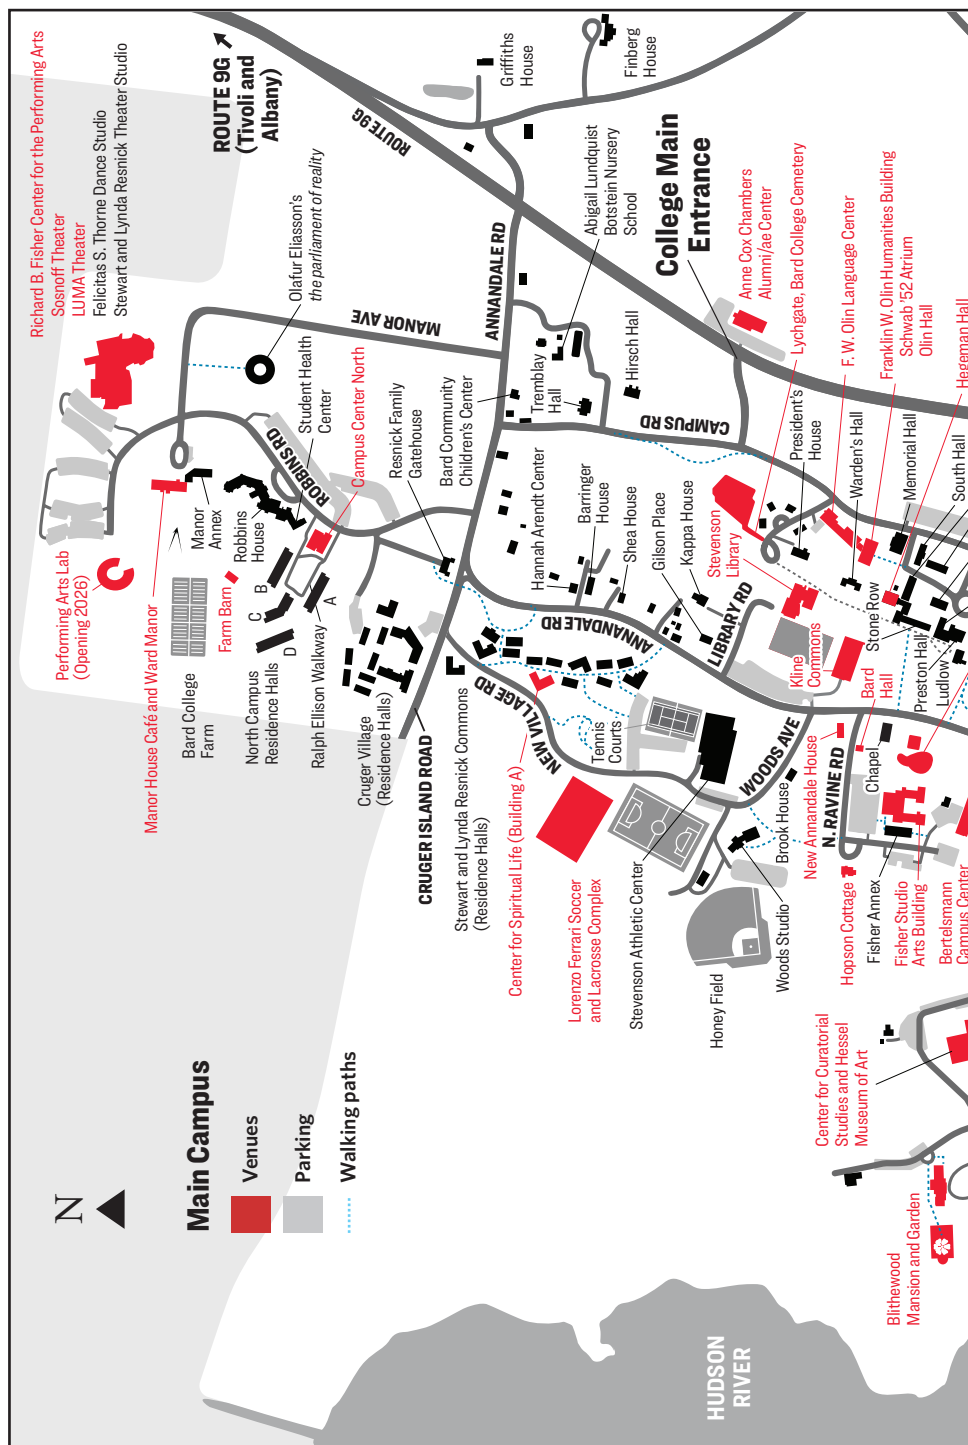 Richard B. Fisher Center for the Performing Arts
Sosnoff Theater
LUMA Theater
Felicitas S. Thorne Dance Studio
Stewart and Lynda Resnick Theater Studio
ROUTE 9G
(Tivoli and
Albany)
ROUTE 9G
Griffiths
House
Finberg
House
Olafur Eliasson's
the parliament of reality
MANOR AVE
ANNANDALE RD
Abigail Lundquist
Botstein Nursery
School
College Main
Entrance
Anne Cox Chambers
Alumni/ae Center
Lychgate, Bard College Cemetery
F. W. Olin Language Center
Franklin W. Olin Humanities Building
Schwab '52 Atrium
Olin Hall
Hegeman Hall
Student Health
Center
Campus Center North
Resnick Family
Gatehouse
Bard Community
Children's Center
Tremblay
Hall
Hirsch Hall
CAMPUS RD
President's
House
Warden's Hall
Memorial Hall
South Hall
ROBBINS RD
Manor
Annex
Robbins
House
Hannah Arendt Center
Barringer
House
Shea House
Gilson Place
Kappa House
Stevenson
Library
Performing Arts Lab
(Opening 2026)
Manor House Café and Ward Manor
Bard College
Farm
Farm Barn
A
B
C
D
North Campus
Residence Halls
Ralph Ellison Walkway
Cruger Village
(Residence Halls)
ANNANDALE RD
LIBRARY RD
Kline
Commons
Stone Row
Preston Hall
Ludlow
Bard
Hall
CRUGER ISLAND ROAD
Stewart and Lynda Resnick Commons
(Residence Halls)
NEW VILLAGE RD
Center for Spiritual Life (Building A)
Tennis
Courts
WOODS AVE
Lorenzo Ferrari Soccer
and Lacrosse Complex
Stevenson Athletic Center
Honey Field
Woods Studio
Brook House
New Annandale House
N. RAVINE RD
Chapel
Hopson Cottage
Fisher Annex
Fisher Studio
Arts Building
Bertelsmann
Campus Center
Center for Curatorial
Studies and Hessel
Museum of Art
Blithewood
Mansion and Garden
HUDSON
RIVER
N
Main Campus
Venues
Parking
Walking paths